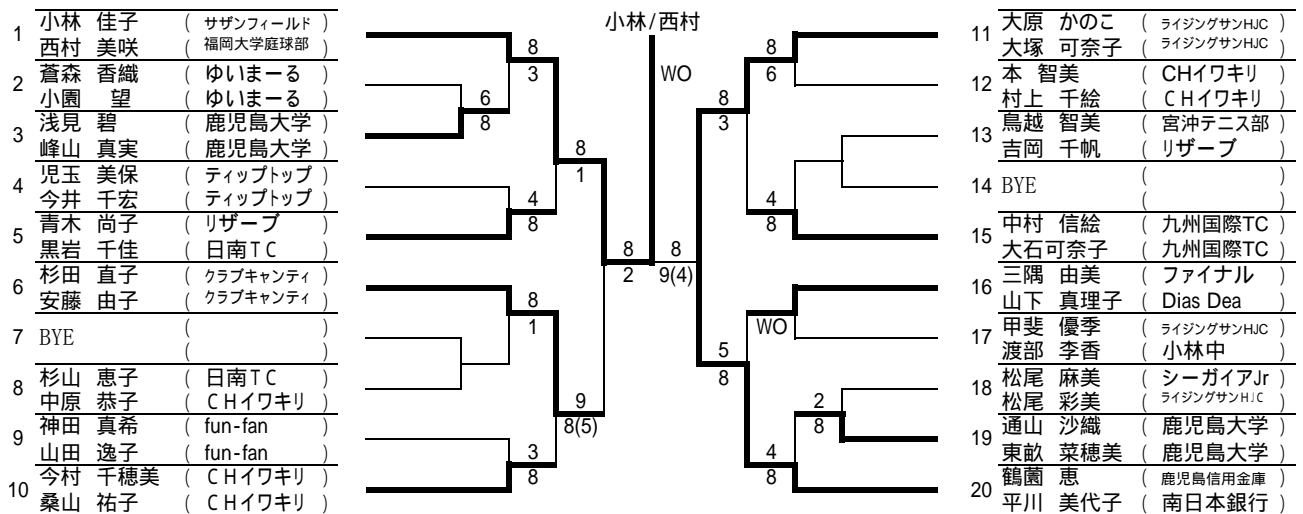 小林/西村
WO
1 小林 佳子 ( サザンフィールド )
西村 美咲 ( 福岡大学庭球部 )
2 蒼森 香織 ( ゆいまーる )
小園 望 ( ゆいまーる )
3 浅見 碧 ( 鹿児島大学 )
峰山 真実 ( 鹿児島大学 )
4 児玉 美保 ( ティップトップ )
今井 千宏 ( ティップトップ )
5 青木 尚子 ( リザーブ )
黒岩 千佳 ( 日南TC )
6 杉田 直子 ( クラブキャンティ )
安藤 由子 ( クラブキャンティ )
7 BYE ( )
( )
8 杉山 恵子 ( 日南TC )
中原 恭子 ( CHイワキリ )
9 神田 真希 ( fun-fan )
山田 逸子 ( fun-fan )
10 今村 千穂美 ( CHイワキリ )
桑山 祐子 ( CHイワキリ )
8
3
6
8
8
1
4
8
8
2
8
1
9
8(5)
3
8
8
9(4)
8
6
8
3
4
8
WO
5
8
2
8
4
8
11 大原 かのこ ( ライジングサンHJC )
大塚 可奈子 ( ライジングサンHJC )
12 本 智美 ( CHイワキリ )
村上 千絵 ( CHイワキリ )
13 鳥越 智美 ( 宮沖テニス部 )
吉岡 千帆 ( リザーブ )
14 BYE ( )
( )
15 中村 信絵 ( 九州国際TC )
大石可奈子 ( 九州国際TC )
16 三隅 由美 ( ファイナル )
山下 真理子 ( Dias Dea )
17 甲斐 優季 ( ライジングサンHJC )
渡部 李香 ( 小林中 )
18 松尾 麻美 ( シーガイアJr )
松尾 彩美 ( ライジングサンHJC )
19 通山 沙織 ( 鹿児島大学 )
東畝 菜穂美 ( 鹿児島大学 )
20 鶴薗 恵 ( 鹿児島信用金庫 )
平川 美代子 ( 南日本銀行 )